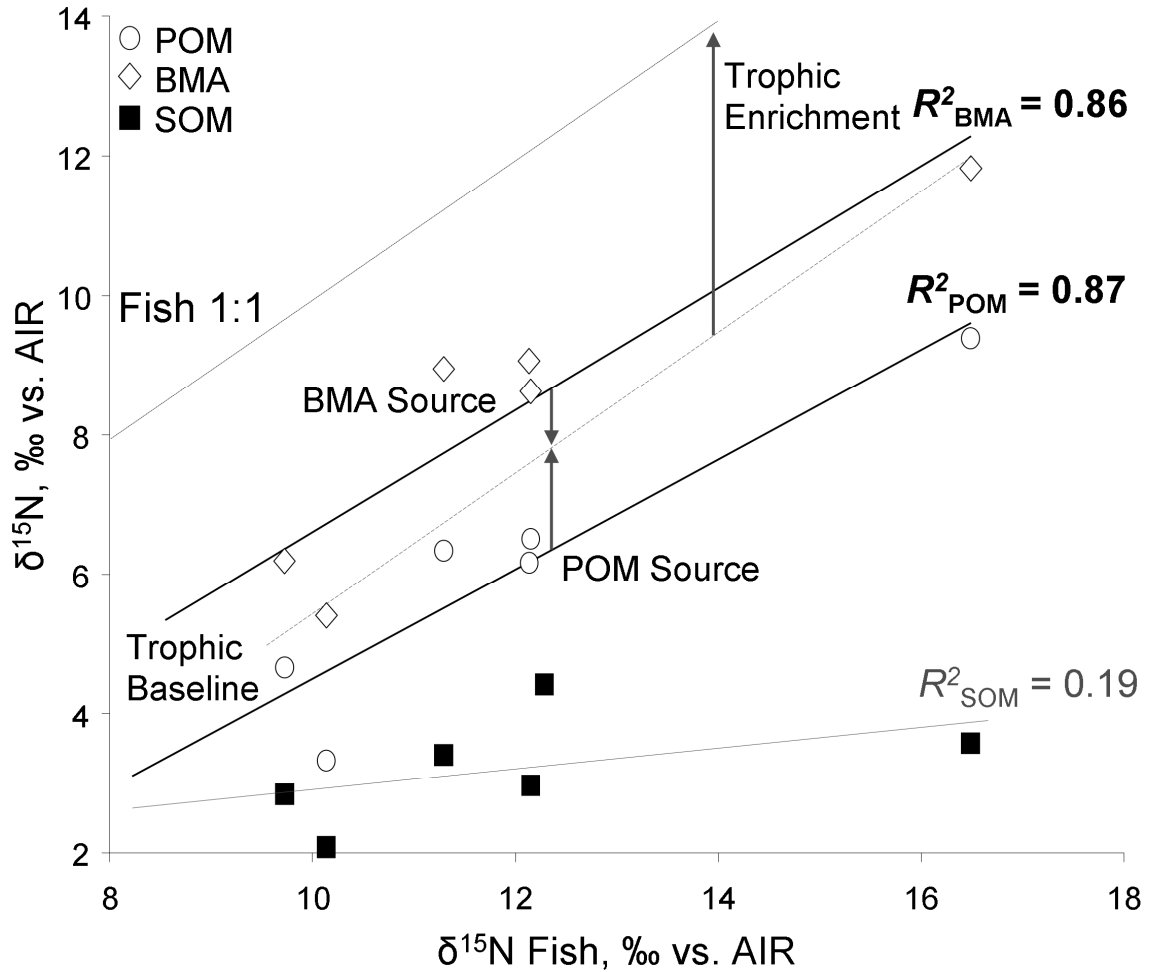 14
POM
BMA
SOM
Trophic
Enrichment
R²BMA = 0.86
12
R²POM = 0.87
10
Fish 1:1
BMA Source
8
δ¹⁵N, ‰ vs. AIR
6
POM Source
Trophic
Baseline
R²SOM = 0.19
4
2
8 10 12 14 16 18
δ¹⁵N Fish, ‰ vs. AIR